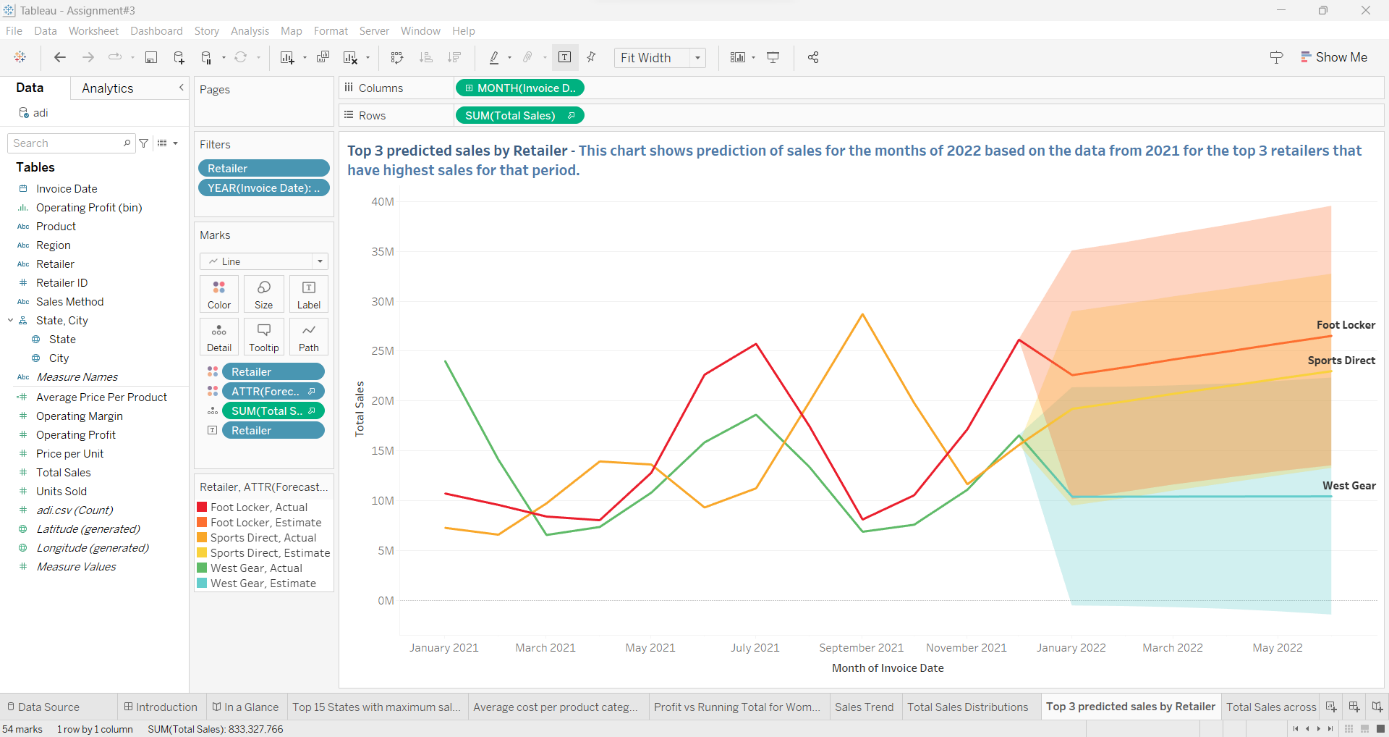 Tableau - Assignment#3
File Data Worksheet Dashboard Story Analysis Map Format Server Window Help
Fit Width
Show Me
Data Analytics
adi
Search
Tables
Invoice Date
Operating Profit (bin)
Abc Product
Abc Region
Abc Retailer
# Retailer ID
Abc Sales Method
State, City
State
City
Abc Measure Names
Average Price Per Product
# Operating Margin
# Operating Profit
# Price per Unit
# Total Sales
# Units Sold
# adi.csv (Count)
Latitude (generated)
Longitude (generated)
# Measure Values
Pages
Filters
Retailer
YEAR(Invoice Date): ..
Marks
Line
Color Size Label
Detail Tooltip Path
Retailer
ATTR(Forec..
SUM(Total S..
Retailer
Retailer, ATTR(Forecast...
Foot Locker, Actual
Foot Locker, Estimate
Sports Direct, Actual
Sports Direct, Estimate
West Gear, Actual
West Gear, Estimate
Columns MONTH(Invoice D..
Rows SUM(Total Sales)
Top 3 predicted sales by Retailer - This chart shows prediction of sales for the months of 2022 based on the data from 2021 for the top 3 retailers that
have highest sales for that period.
40M
35M
30M
25M
20M
15M
10M
5M
0M
Total Sales
Foot Locker
Sports Direct
West Gear
January 2021 March 2021 May 2021 July 2021 September 2021 November 2021 January 2022 March 2022 May 2022
Month of Invoice Date
Data Source Introduction In a Glance Top 15 States with maximum sal... Average cost per product categ... Profit vs Running Total for Wom... Sales Trend Total Sales Distributions Top 3 predicted sales by Retailer Total Sales across
54 marks 1 row by 1 column SUM(Total Sales): 833.327.766